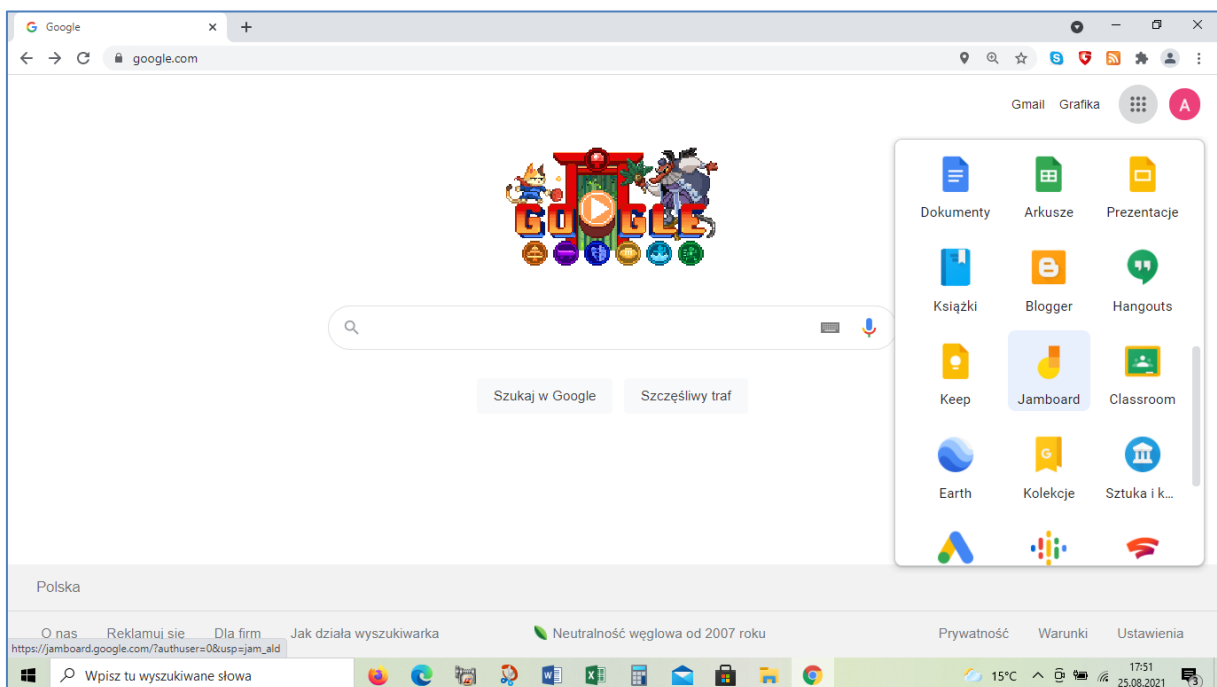 Google
google.com
Gmail Grafika
A
GOOGLE
Dokumenty Arkusze Prezentacje
Książki Blogger Hangouts
Keep Jamboard Classroom
Earth Kolekcje Sztuka i k...
Szukaj w Google Szczęśliwy traf
Polska
O nas Reklamuj się Dla firm Jak działa wyszukiwarka Neutralność węglowa od 2007 roku Prywatność Warunki Ustawienia
https://jamboard.google.com/?authuser=0&usp=jam_ald
Wpisz tu wyszukiwane słowa 15°C 17:51
25.08.2021 3